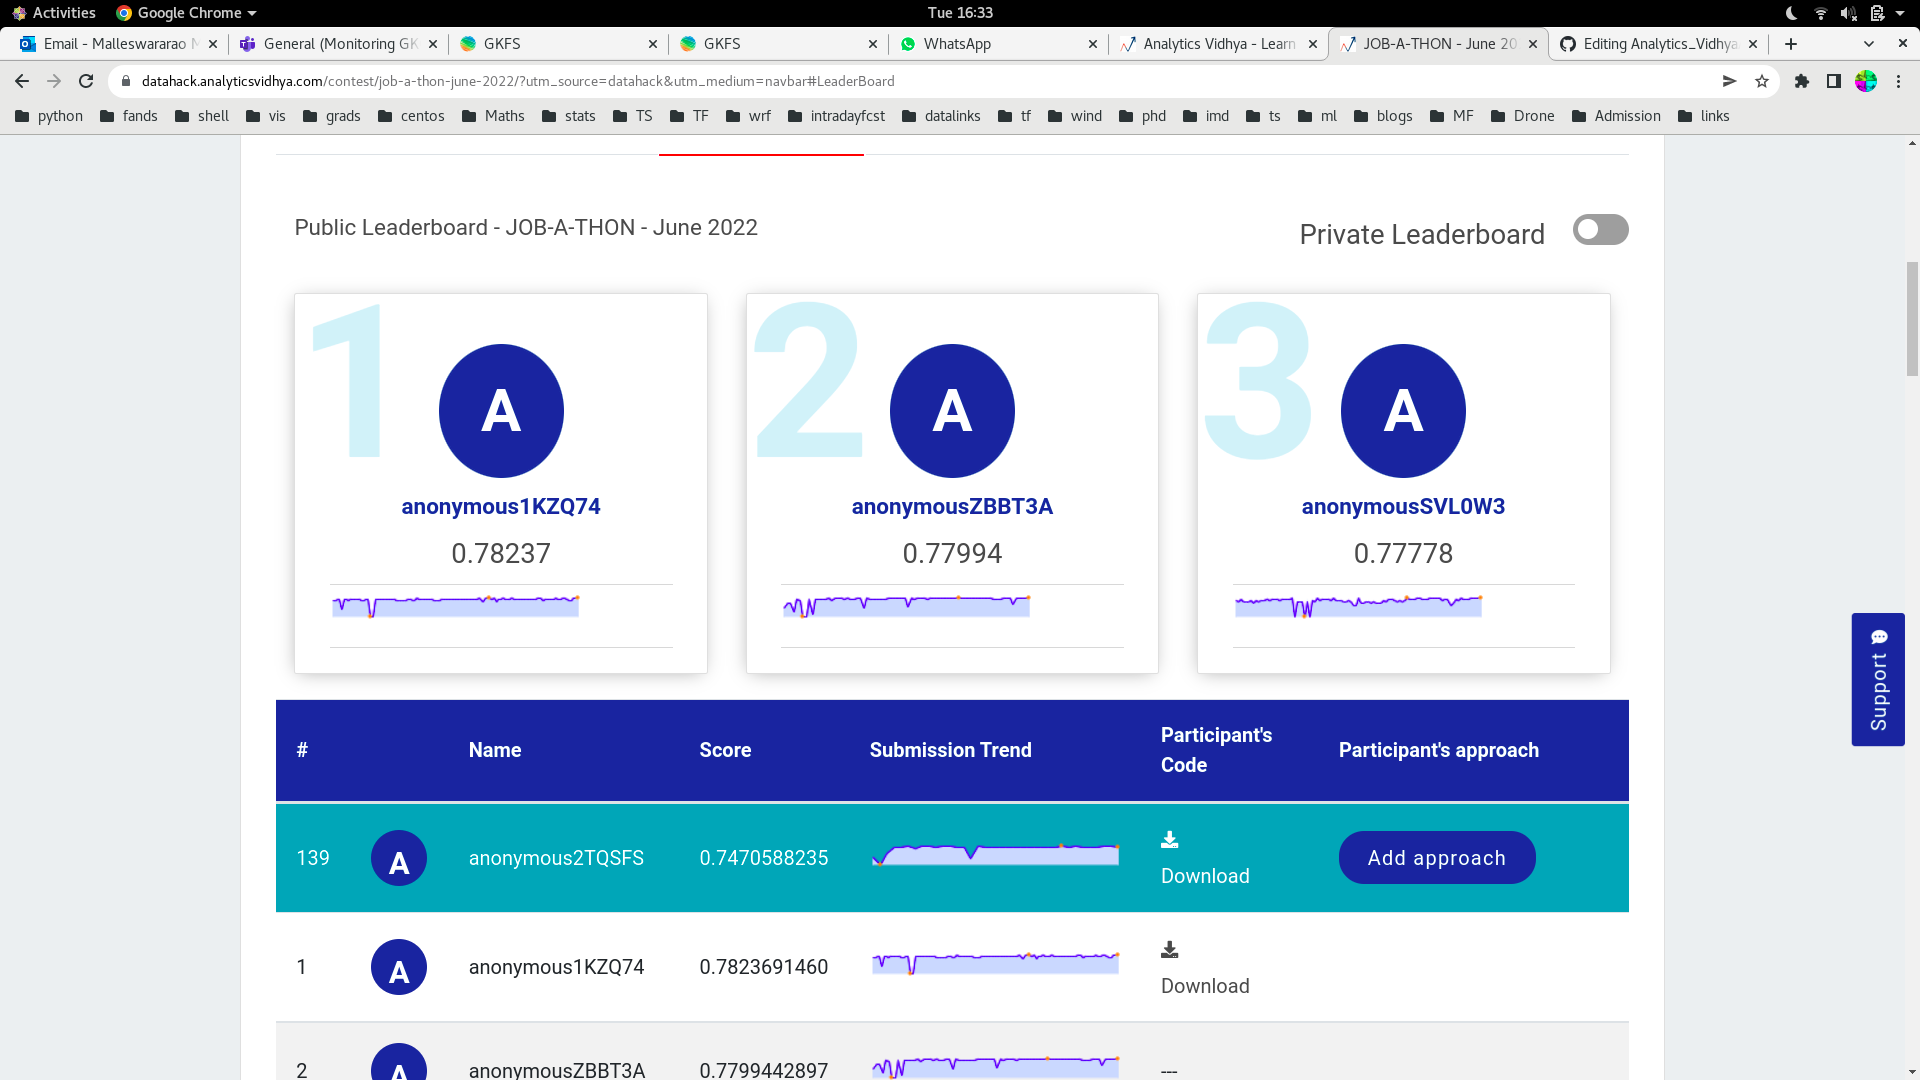 Activities Google Chrome Tue 16:33
Email - Malleswararao M General (Monitoring GK GKFS GKFS WhatsApp Analytics Vidhya - Learn JOB-A-THON - June 20 Editing Analytics_Vidhya
datahack.analyticsvidhya.com/contest/job-a-thon-june-2022/?utm_source=datahack&utm_medium=navbar#LeaderBoard
python fands shell vis grads centos Maths stats TS TF wrf intradayfcst datalinks tf wind phd imd ts ml blogs MF Drone Admission links
Public Leaderboard - JOB-A-THON - June 2022
Private Leaderboard
1 2 3
A A A
anonymous1KZQ74 anonymousZBBT3A anonymousSVL0W3
0.78237 0.77994 0.77778
Support
# Name Score Submission Trend Participant's Code Participant's approach
139 A anonymous2TQSFS 0.7470588235 Download Add approach
1 A anonymous1KZQ74 0.7823691460 Download
2 A anonymousZBBT3A 0.7799442897 ---